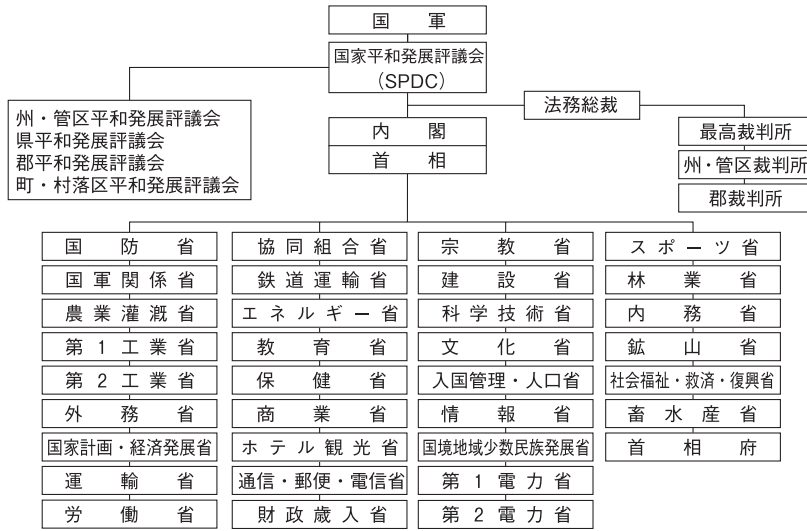 国軍
国家平和発展評議会
(SPDC)
法務総裁
州・管区平和発展評議会
県平和発展評議会
郡平和発展評議会
町・村落区平和発展評議会
内閣
首相
最高裁判所
州・管区裁判所
郡裁判所
国防省
国軍関係省
農業灌漑省
第1工業省
第2工業省
外務省
国家計画・経済発展省
運輸省
労働省
協同組合省
鉄道運輸省
エネルギー省
教育省
保健省
商業省
ホテル観光省
通信・郵便・電信省
財政歳入省
宗教省
建設省
科学技術省
文化省
入国管理・人口省
情報省
国境地域少数民族発展省
第1電力省
第2電力省
スポーツ省
林業省
内務省
鉱山省
社会福祉・救済・復興省
畜水産省
首相府